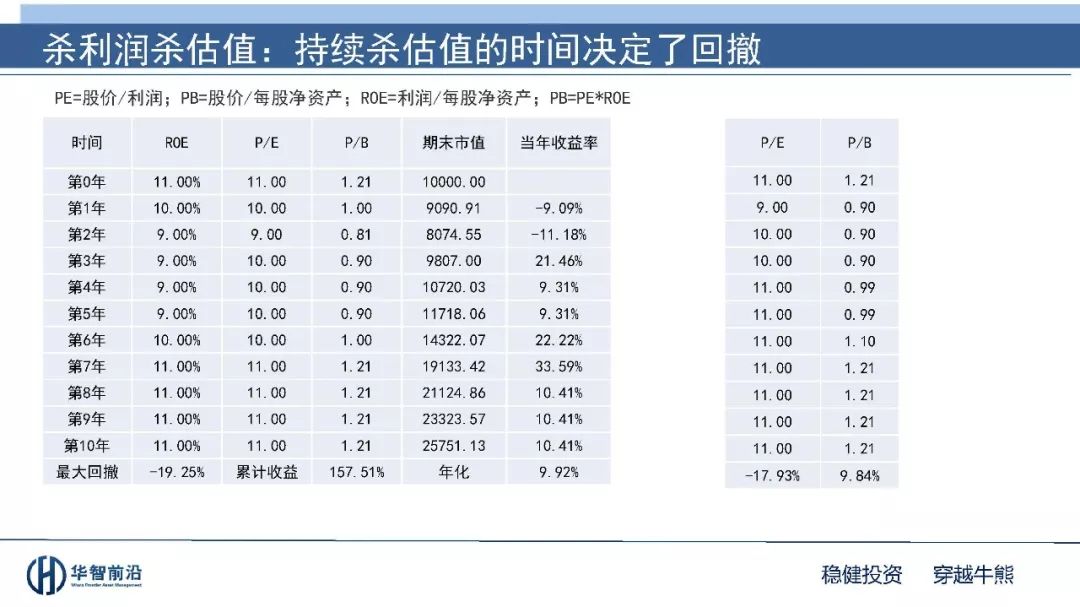 杀利润杀估值：持续杀估值的时间决定了回撤
PE=股价/利润；PB=股价/每股净资产；ROE=利润/每股净资产；PB=PE*ROE
时间 ROE P/E P/B 期末市值 当年收益率
第0年 11.00% 11.00 1.21 10000.00
第1年 10.00% 10.00 1.00 9090.91 -9.09%
第2年 9.00% 9.00 0.81 8074.55 -11.18%
第3年 9.00% 10.00 0.90 9807.00 21.46%
第4年 9.00% 10.00 0.90 10720.03 9.31%
第5年 9.00% 10.00 0.90 11718.06 9.31%
第6年 10.00% 10.00 1.00 14322.07 22.22%
第7年 11.00% 11.00 1.21 19133.42 33.59%
第8年 11.00% 11.00 1.21 21124.86 10.41%
第9年 11.00% 11.00 1.21 23323.57 10.41%
第10年 11.00% 11.00 1.21 25751.13 10.41%
最大回撤 -19.25% 累计收益 157.51% 年化 9.92%
P/E P/B
11.00 1.21
9.00 0.90
10.00 0.90
10.00 0.90
11.00 0.99
11.00 0.99
11.00 1.10
11.00 1.21
11.00 1.21
11.00 1.21
11.00 1.21
-17.93% 9.84%
华智前沿
稳健投资 穿越牛熊